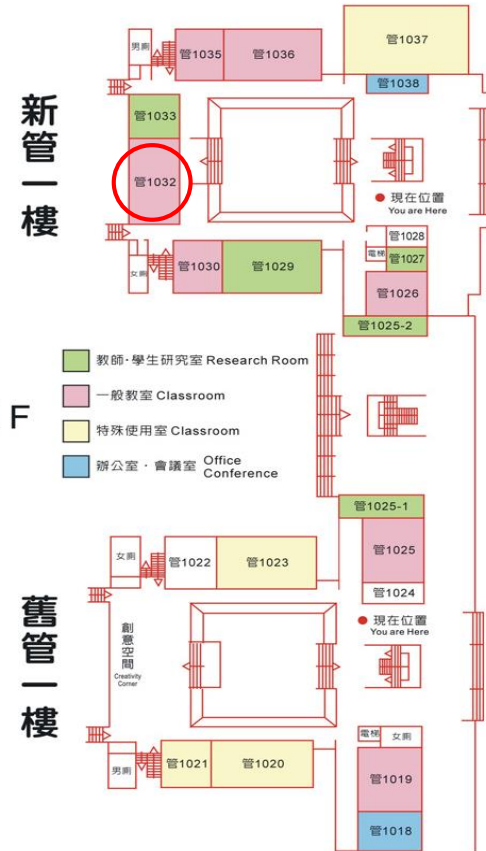 新管一樓
男廁
管1035
管1036
管1037
管1038
管1033
管1032
現在位置
You are Here
管1028
電梯
管1027
女廁
管1030
管1029
管1026
管1025-2
教師·學生研究室 Research Room
一般教室 Classroom
特殊使用室 Classroom
辦公室·會議室 Office
Conference
F
管1025-1
舊管一樓
女廁
管1022
管1023
管1025
管1024
創意空間
Creativity
Corner
現在位置
You are Here
電梯
女廁
男廁
管1021
管1020
管1019
管1018